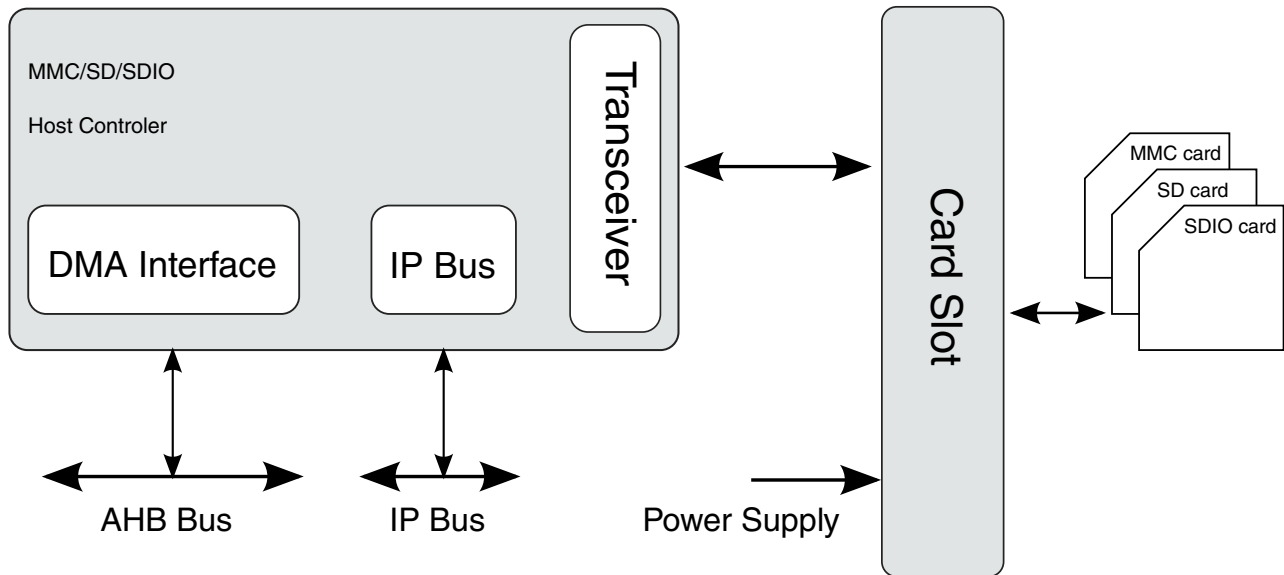 MMC/SD/SDIO
Host Controler
Transceiver
DMA Interface
IP Bus
Card Slot
MMC card
SD card
SDIO card
AHB Bus
IP Bus
Power Supply